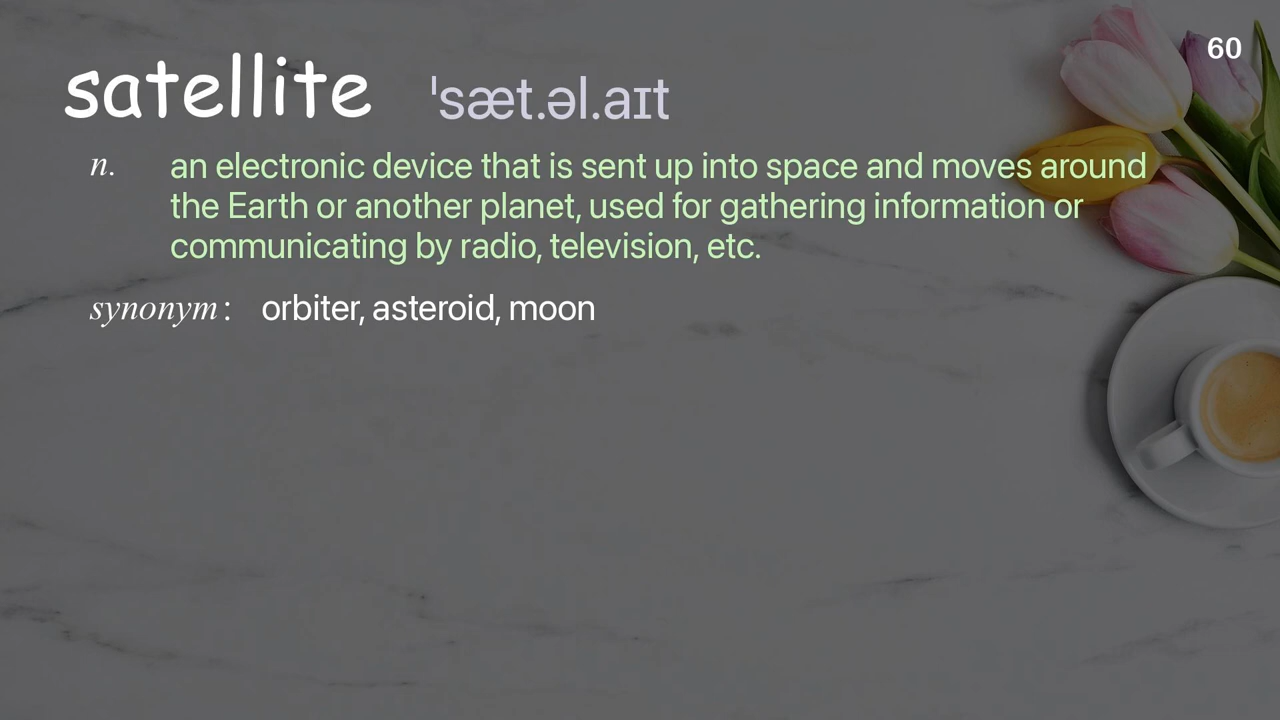 60
satellite ˈsæt.əl.aɪt
n. an electronic device that is sent up into space and moves around
the Earth or another planet, used for gathering information or
communicating by radio, television, etc.
synonym: orbiter, asteroid, moon